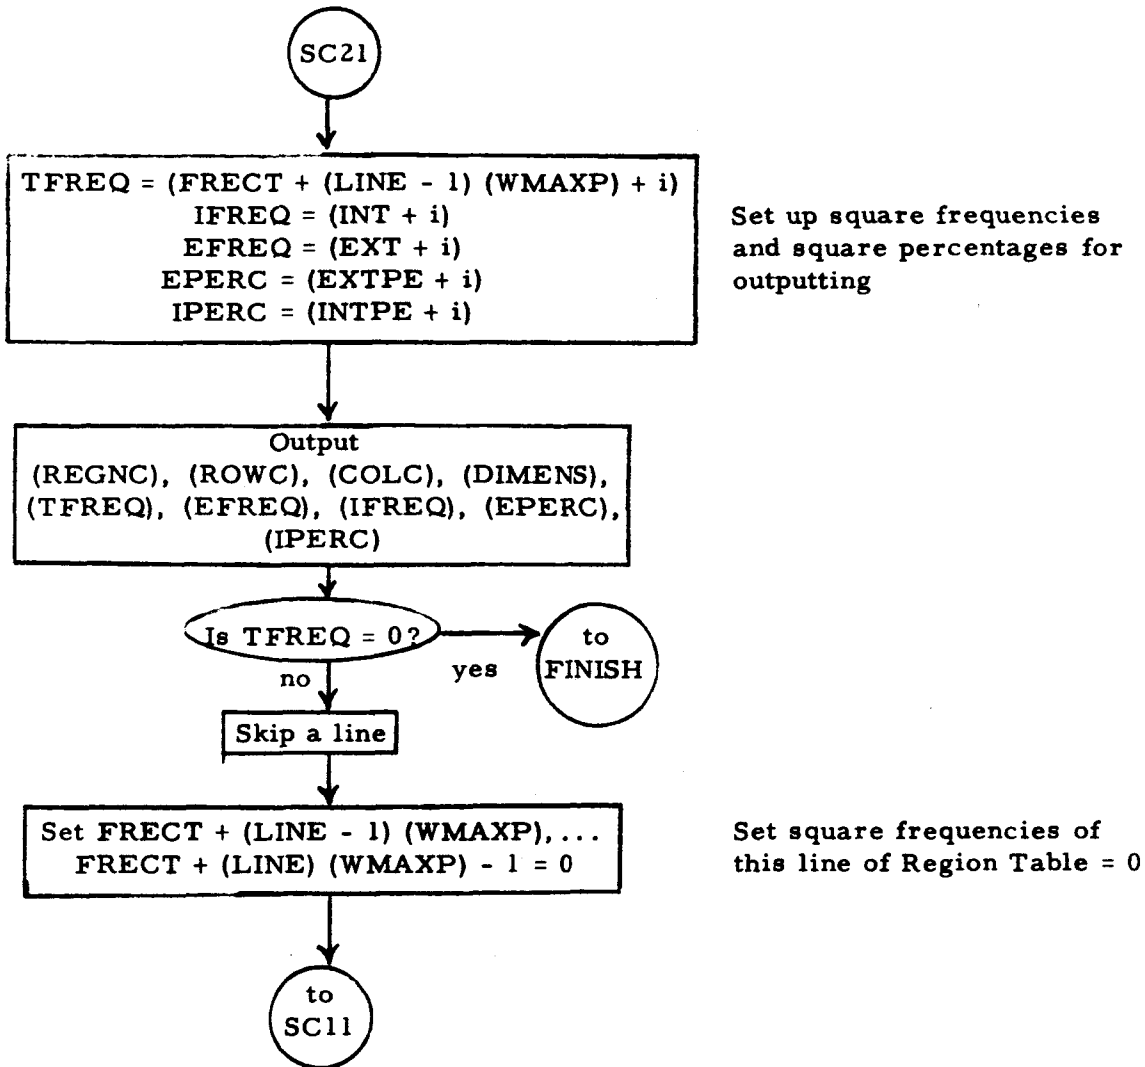 SC21
TFREQ = (FRECT + (LINE - 1) (WMAXP) + i)
IFREQ = (INT + i)
EFREQ = (EXT + i)
EPERC = (EXTPE + i)
IPERC = (INTPE + i)
Set up square frequencies
and square percentages for
outputting
Output
(REGNC), (ROWC), (COLC), (DIMENS),
(TFREQ), (EFREQ), (IFREQ), (EPERC),
(IPERC)
Is TFREQ = 0?
yes
to
FINISH
no
Skip a line
Set FRECT + (LINE - 1) (WMAXP), ...
FRECT + (LINE) (WMAXP) - 1 = 0
Set square frequencies of
this line of Region Table = 0
to
SC11